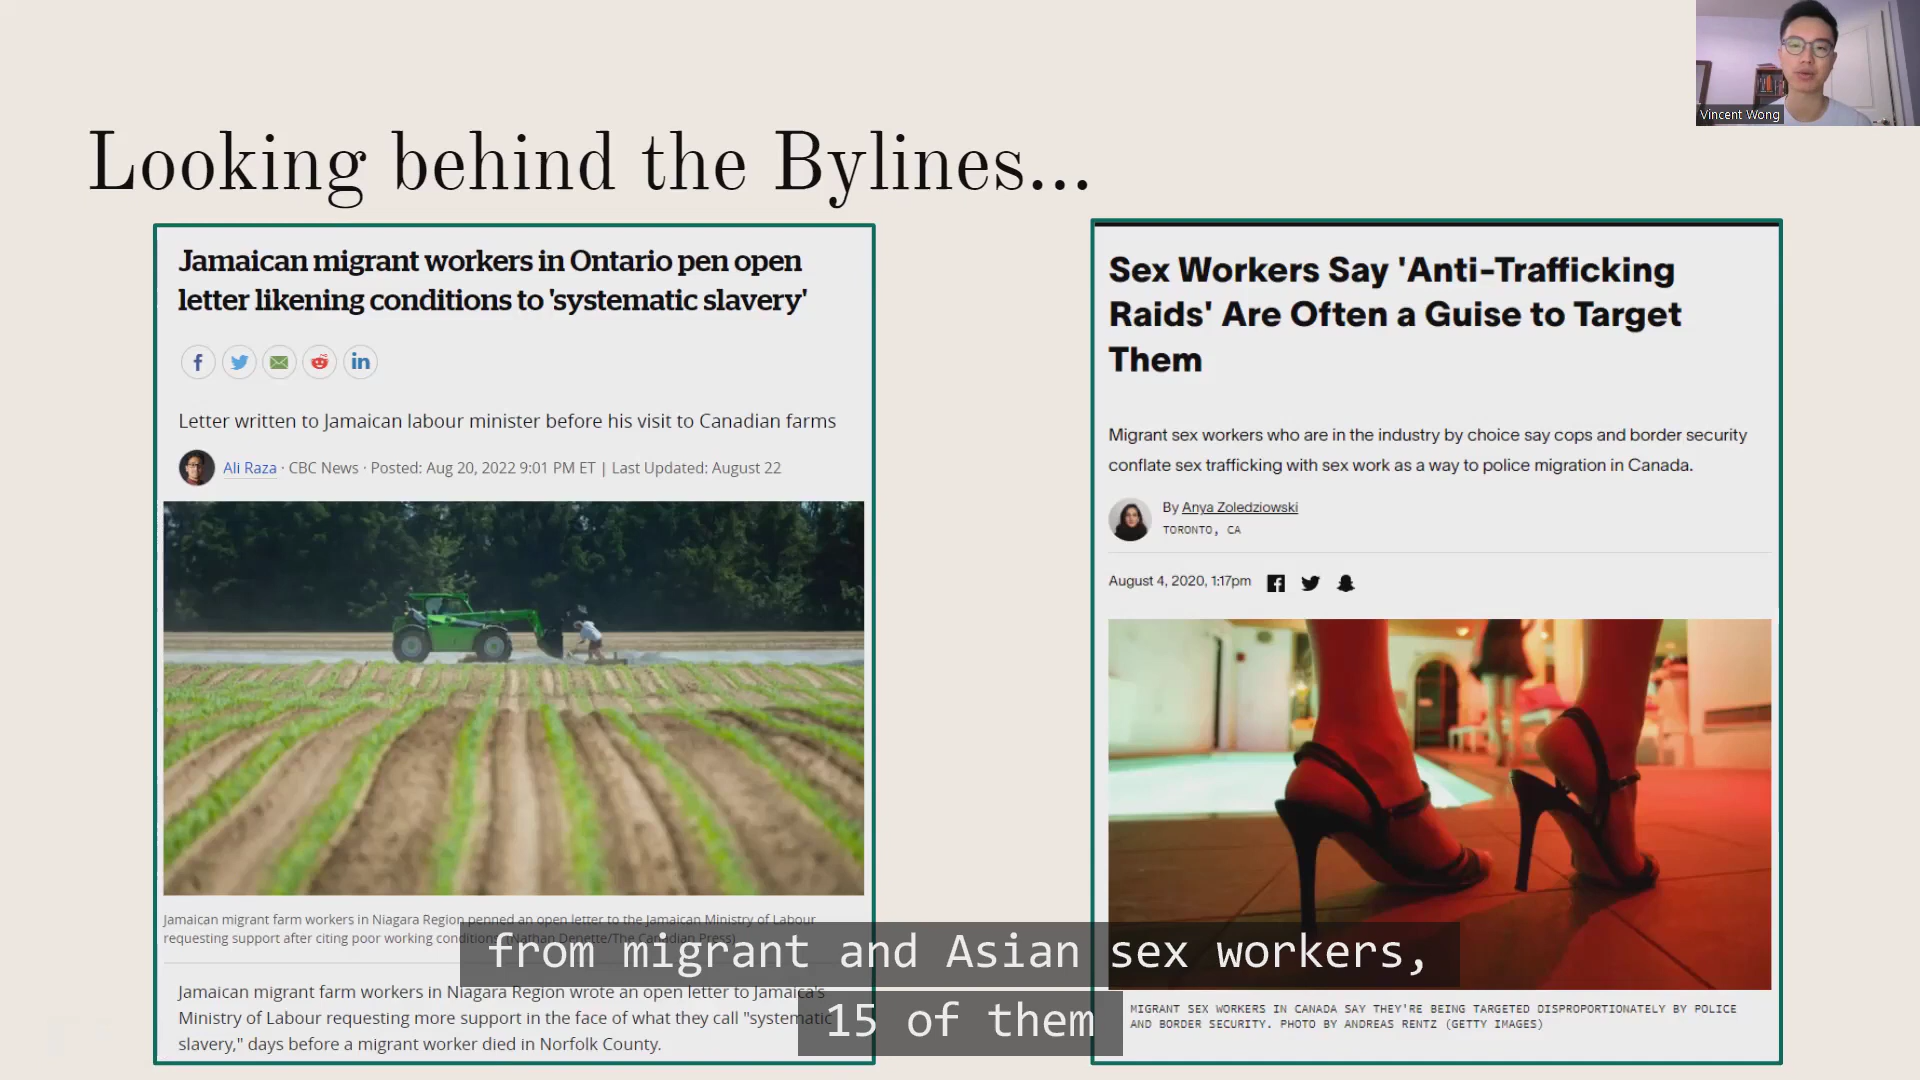 Vincent Wong
Looking behind the Bylines...
Jamaican migrant workers in Ontario pen open
letter likening conditions to 'systematic slavery'
Letter written to Jamaican labour minister before his visit to Canadian farms
Ali Raza · CBC News · Posted: Aug 20, 2022 9:01 PM ET | Last Updated: August 22
Jamaican migrant farm workers in Niagara Region penned an open letter to the Jamaican Ministry of Labour
requesting support after citing poor working conditions. (Nathan Denette/The Canadian Press)
Jamaican migrant farm workers in Niagara Region wrote an open letter to Jamaica's
Ministry of Labour requesting more support in the face of what they call "systematic
slavery," days before a migrant worker died in Norfolk County.
Sex Workers Say 'Anti-Trafficking
Raids' Are Often a Guise to Target
Them
Migrant sex workers who are in the industry by choice say cops and border security
conflate sex trafficking with sex work as a way to police migration in Canada.
By Anya Zoledziowski
TORONTO, CA
August 4, 2020, 1:17pm
MIGRANT SEX WORKERS IN CANADA SAY THEY'RE BEING TARGETED DISPROPORTIONATELY BY POLICE
AND BORDER SECURITY. PHOTO BY ANDREAS RENTZ (GETTY IMAGES)
from migrant and Asian sex workers,
15 of them